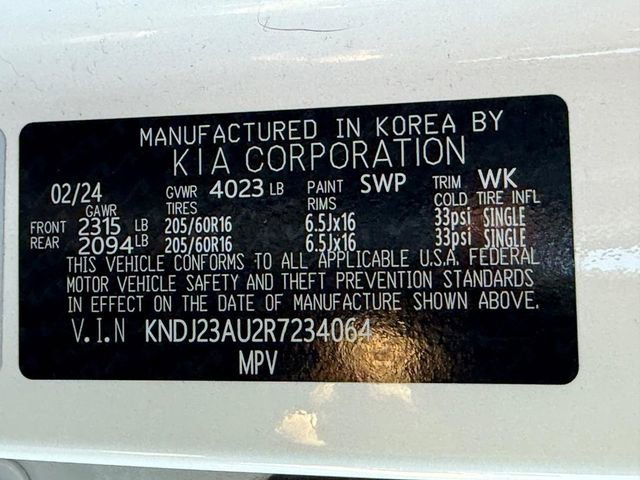 MANUFACTURED IN KOREA BY
KIA CORPORATION
02/24 GVWR 4023 LB PAINT SWP TRIM WK
GAWR TIRES RIMS COLD TIRE INFL
FRONT 2315 LB 205/60R16 6.5Jx16 33psi SINGLE
REAR 2094 LB 205/60R16 6.5Jx16 33psi SINGLE
THIS VEHICLE CONFORMS TO ALL APPLICABLE U.S.A. FEDERAL
MOTOR VEHICLE SAFETY AND THEFT PREVENTION STANDARDS
IN EFFECT ON THE DATE OF MANUFACTURE SHOWN ABOVE.
V.I.N KNDJ23AU2R7234064
MPV